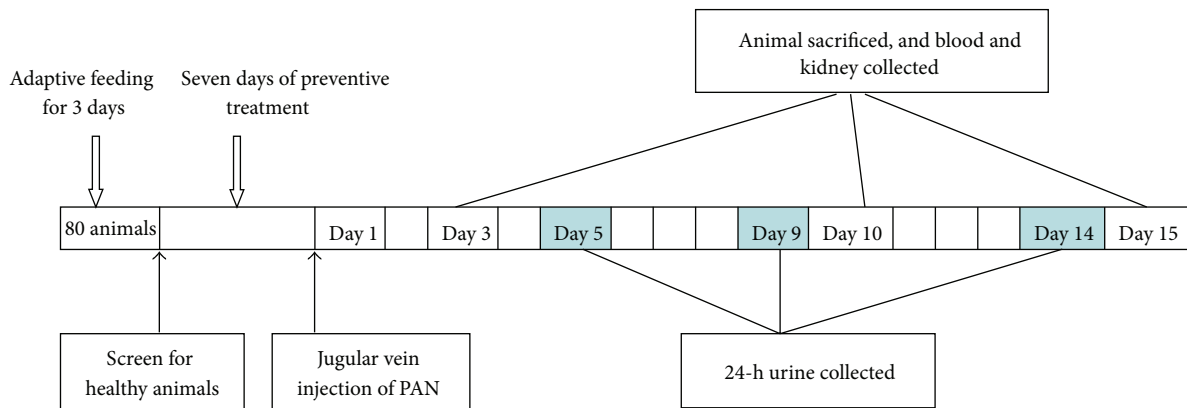 Animal sacrificed, and blood and
kidney collected
Adaptive feeding
for 3 days
Seven days of preventive
treatment
80 animals
Day 1
Day 3
Day 5
Day 9
Day 10
Day 14
Day 15
Screen for
healthy animals
Jugular vein
injection of PAN
24-h urine collected